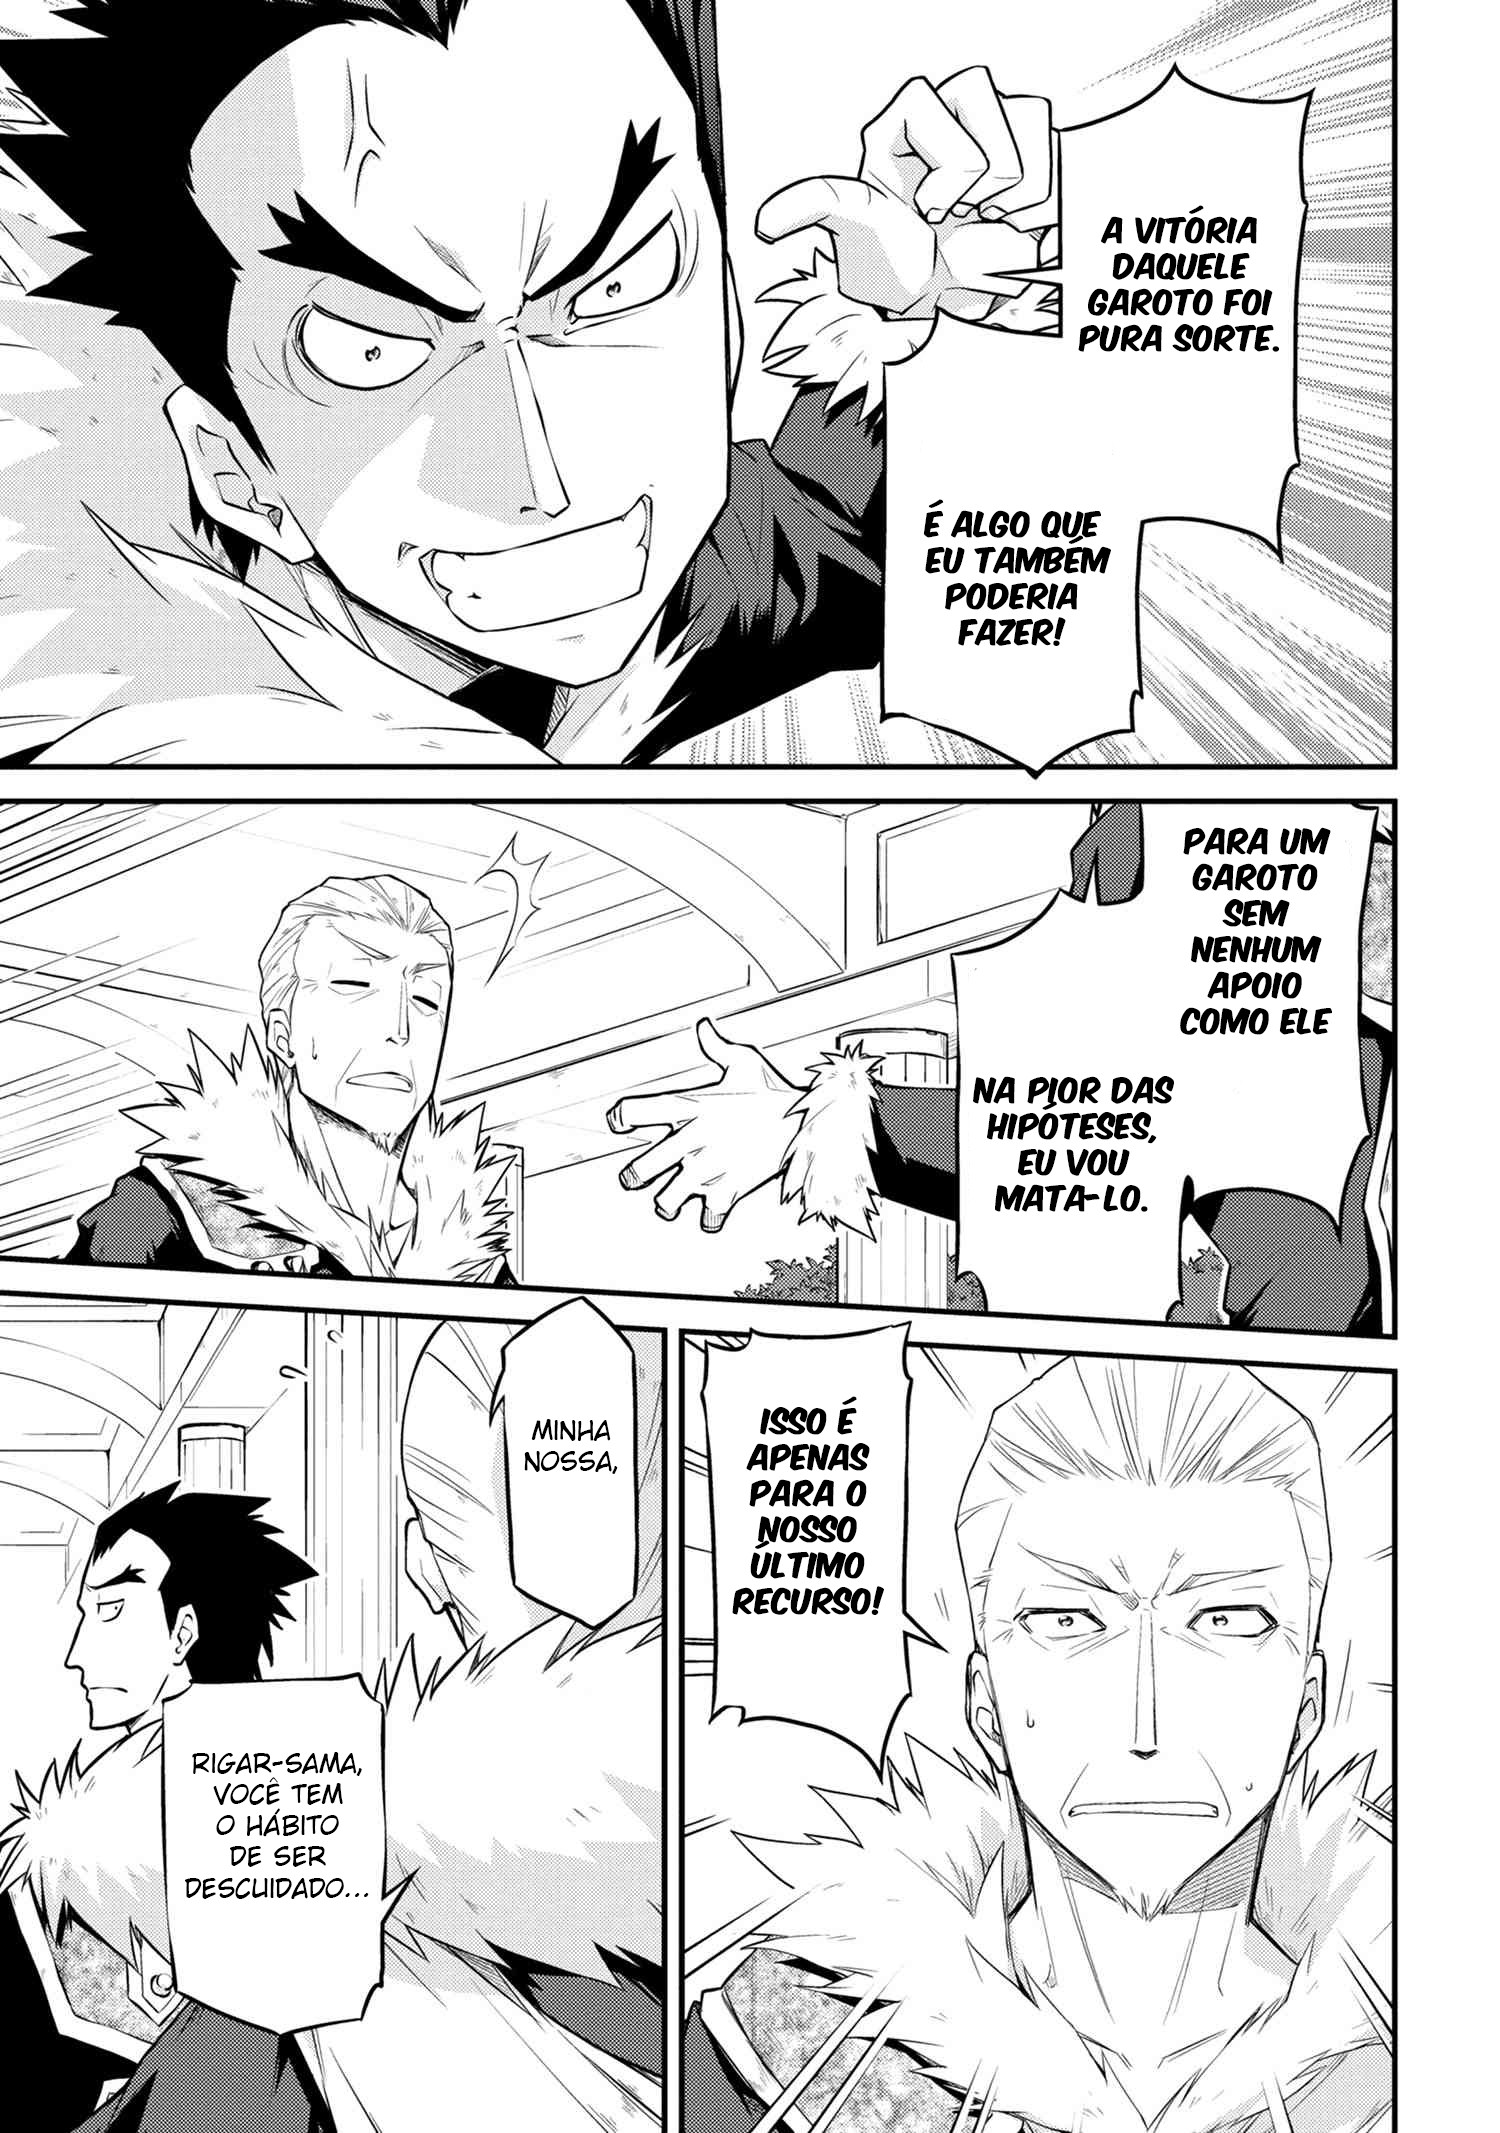 A VITÓRIA
DAQUELE
GAROTO FOI
PURA SORTE.
É ALGO QUE
EU TAMBÉM
PODERIA
FAZER!
PARA UM
GAROTO
SEM
NENHUM
APOIO
COMO ELE
NA PIOR DAS
HIPÓTESES,
EU VOU
MATA-LO.
ISSO É
APENAS
PARA O
NOSSO
ÚLTIMO
RECURSO!
MINHA
NOSSA,
RIGAR-SAMA,
VOCÊ TEM
O HÁBITO
DE SER
DESCUIDADO...